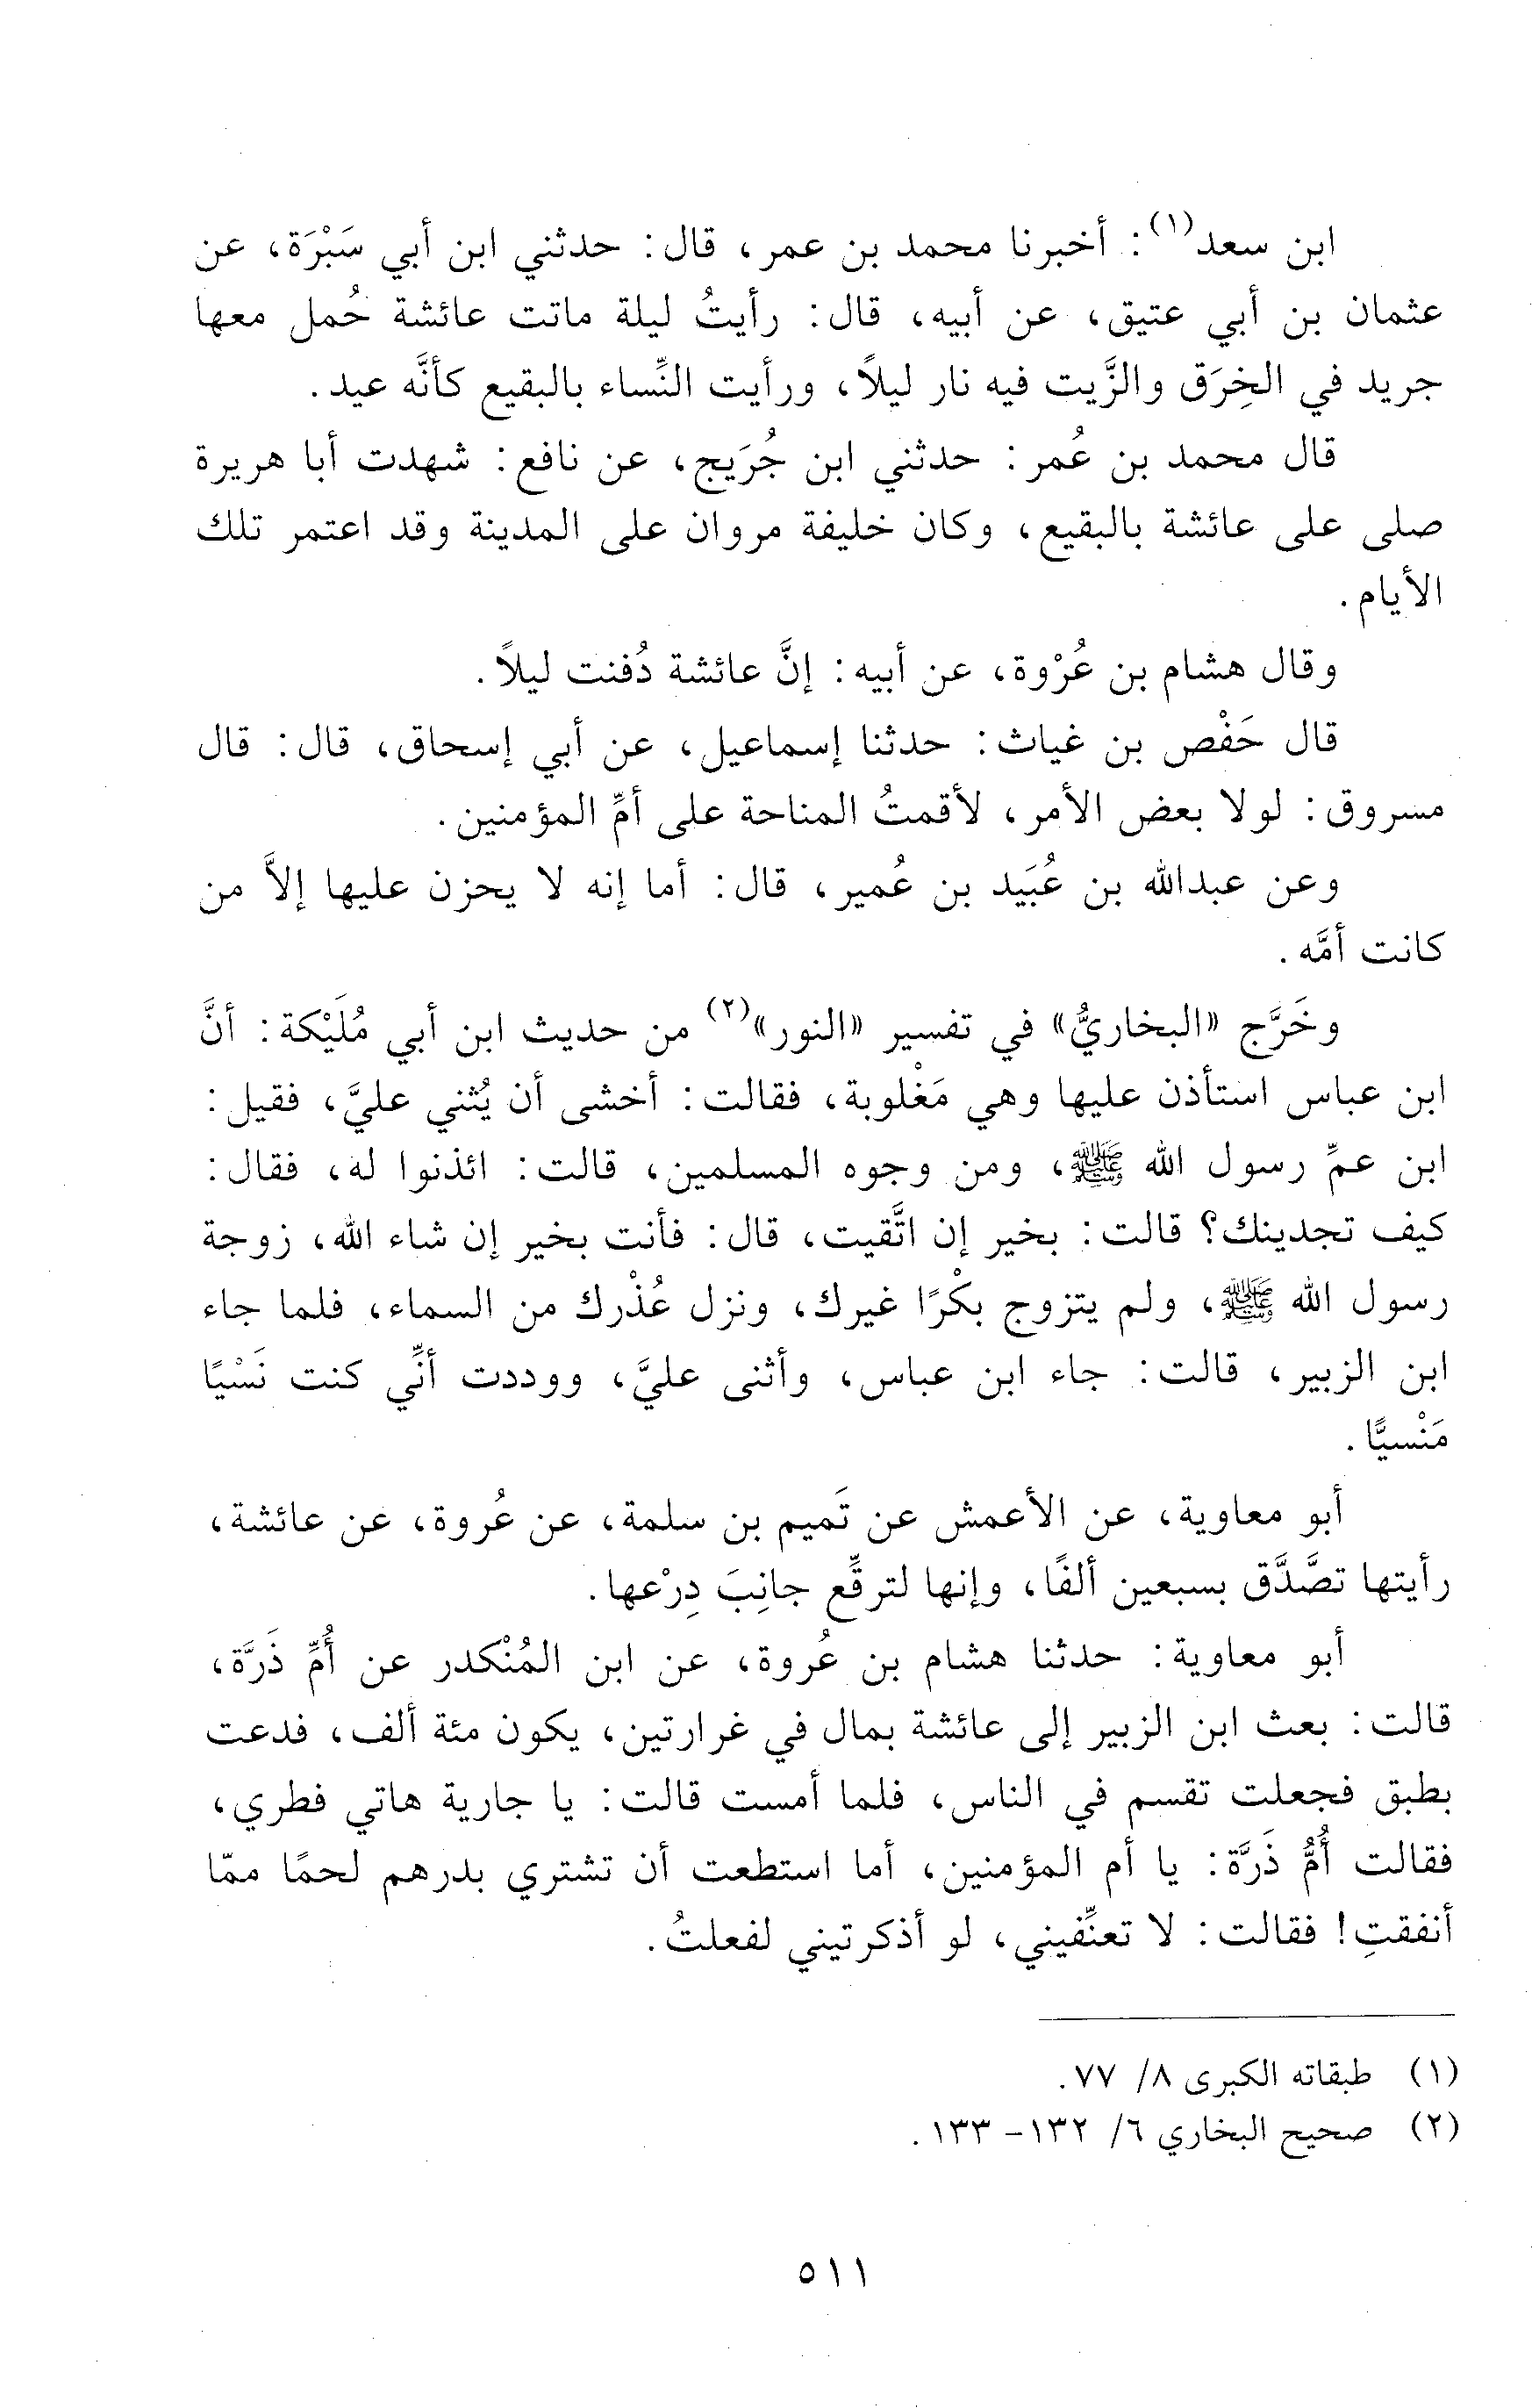 ابن سعد(١): أخبرنا محمد بن عمر، قال: حدثني ابن أبي سَبْرَة، عن
عثمان بن أبي عتيق، عن أبيه، قال: رأيتُ ليلة ماتت عائشة حُمل معها
جريد في الخِرَق والزَّيت فيه نار ليلاً، ورأيت النِّساء بالبقيع كأنَّه عيد.
قال محمد بن عُمر: حدثني ابن جُرَيج، عن نافع: شهدت أبا هريرة
صلى على عائشة بالبقيع، وكان خليفة مروان على المدينة وقد اعتمر تلك
الأيام.
وقال هشام بن عُرْوة، عن أبيه: إنَّ عائشة دُفنت ليلاً.
قال حَفْص بن غياث: حدثنا إسماعيل، عن أبي إسحاق، قال: قال
مسروق: لولا بعض الأمر، لأقمتُ المناحة على أمِّ المؤمنين.
وعن عبدالله بن عُبَيد بن عُمير، قال: أما إنه لا يحزن عليها إلاَّ من
كانت أمَّه.
وخَرَّج «البخاريُّ» في تفسير «النور»(٢) من حديث ابن أبي مُلَيْكة: أنَّ
ابن عباس استأذن عليها وهي مَغْلوبة، فقالت: أخشى أن يُثني عليَّ، فقيل:
ابن عمِّ رسول الله ﷺ، ومن وجوه المسلمين، قالت: ائذنوا له، فقال:
كيف تجدينك؟ قالت: بخير إن اتَّقيت، قال: فأنت بخير إن شاء الله، زوجة
رسول الله ﷺ، ولم يتزوج بكْرًا غيرك، ونزل عُذْرك من السماء، فلما جاء
ابن الزبير، قالت: جاء ابن عباس، وأثنى عليَّ، ووددت أنِّي كنت نَسْيًا
مَنْسيًّا.
أبو معاوية، عن الأعمش عن تَميم بن سلمة، عن عُروة، عن عائشة،
رأيتها تصَّدَّق بسبعين ألفًا، وإنها لترقِّع جانِبَ دِرْعها.
أبو معاوية: حدثنا هشام بن عُروة، عن ابن المُنْكدر عن أُمِّ ذَرَّة،
قالت: بعث ابن الزبير إلى عائشة بمال في غرارتين، يكون مئة ألف، فدعت
بطبق فجعلت تقسم في الناس، فلما أمست قالت: يا جارية هاتي فطري،
فقالت أُمُّ ذَرَّة: يا أم المؤمنين، أما استطعت أن تشتري بدرهم لحمًا ممّا
أنفقتِ! فقالت: لا تعنِّفيني، لو أذكرتيني لفعلتُ.
(١) طبقاته الكبرى ٨/ ٧٧.
(٢) صحيح البخاري ٦/ ١٣٢- ١٣٣.
٥١١